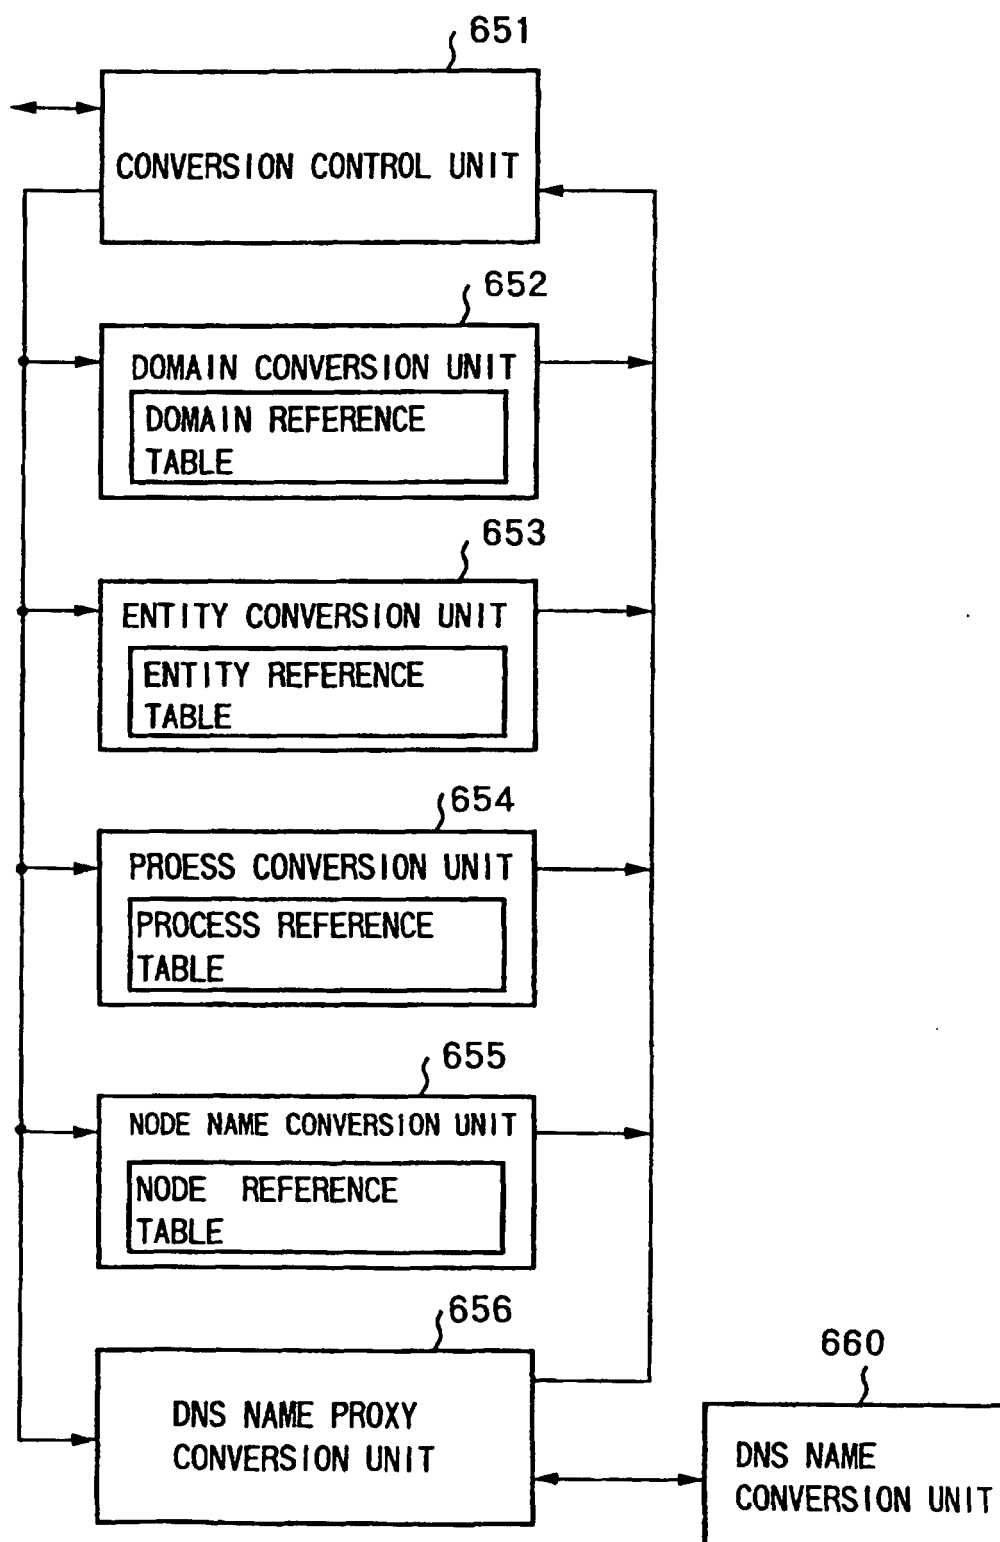 651
CONVERSION CONTROL UNIT
652
DOMAIN CONVERSION UNIT
DOMAIN REFERENCE
TABLE
653
ENTITY CONVERSION UNIT
ENTITY REFERENCE
TABLE
654
PROESS CONVERSION UNIT
PROCESS REFERENCE
TABLE
655
NODE NAME CONVERSION UNIT
NODE REFERENCE
TABLE
656
DNS NAME PROXY
CONVERSION UNIT
660
DNS NAME
CONVERSION UNIT